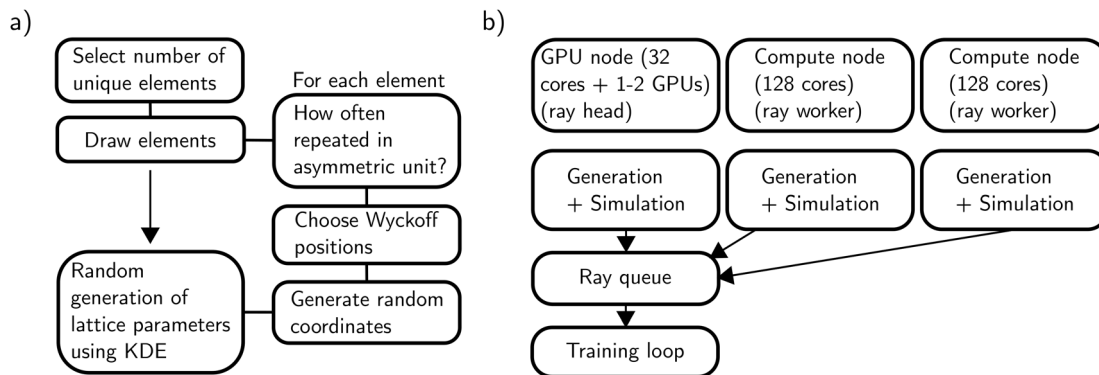 a)
Select number of
unique elements
Draw elements
For each element
How often
repeated in
asymmetric unit?
Choose Wyckoff
positions
Generate random
coordinates
Random
generation of
lattice parameters
using KDE
b)
GPU node (32
cores + 1-2 GPUs)
(ray head)
Compute node
(128 cores)
(ray worker)
Compute node
(128 cores)
(ray worker)
Generation
+ Simulation
Generation
+ Simulation
Generation
+ Simulation
Ray queue
Training loop